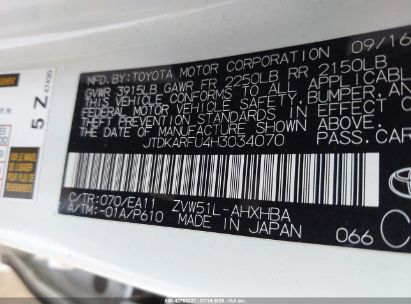 MFD. BY: TOYOTA MOTOR CORPORATION 09/16
GVWR 3915LB GAWR FR 2250LB RR 2150LB
THIS VEHICLE CONFORMS TO ALL APPLICABLE
FEDERAL MOTOR VEHICLE SAFETY, BUMPER, AN
THEFT PREVENTION STANDARDS IN EFFECT ON
THE DATE OF MANUFACTURE SHOWN ABOVE.
JTDKARFU4H3034070 PASS. CAR
C/TR: 070/EA11 ZVW51L-AHXHBA
A/TM: -01A/P610 MADE IN JAPAN
066 C
5 Z
47430